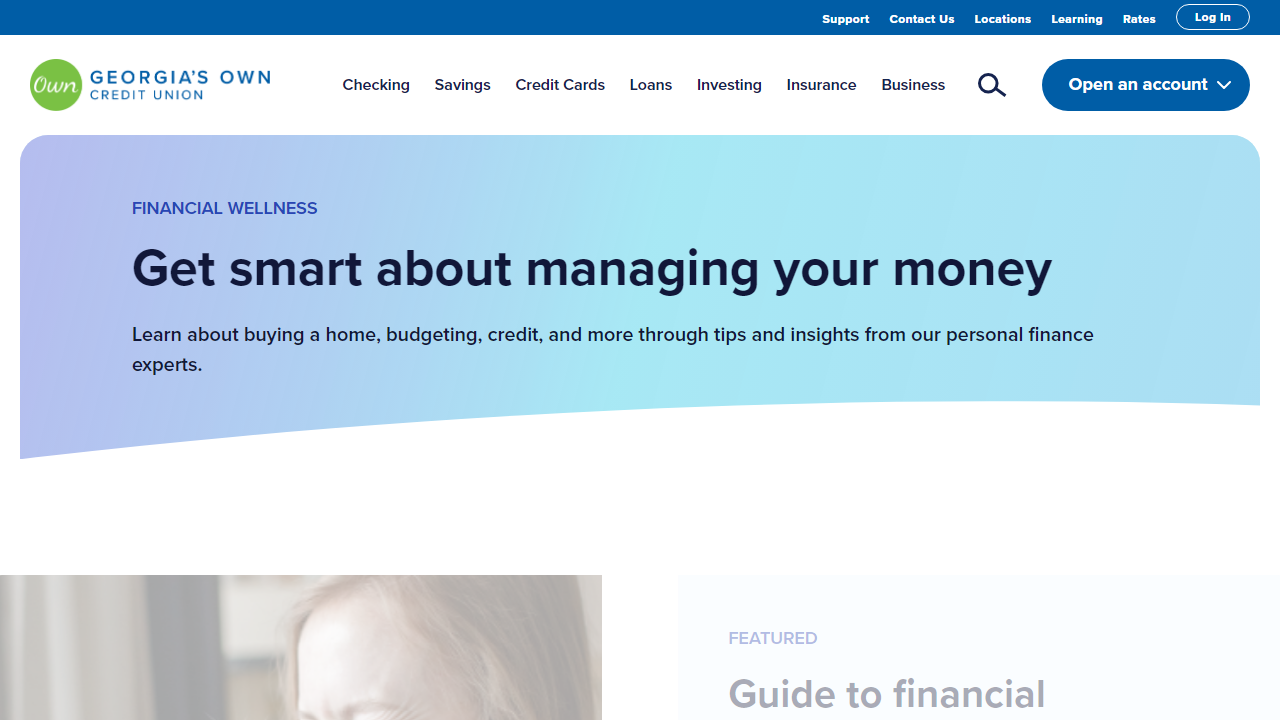 Support Contact Us Locations Learning Rates Log In
Own GEORGIA'S OWN
CREDIT UNION
Checking Savings Credit Cards Loans Investing Insurance Business Open an account
FINANCIAL WELLNESS
Get smart about managing your money
Learn about buying a home, budgeting, credit, and more through tips and insights from our personal finance
experts.
FEATURED
Guide to financial